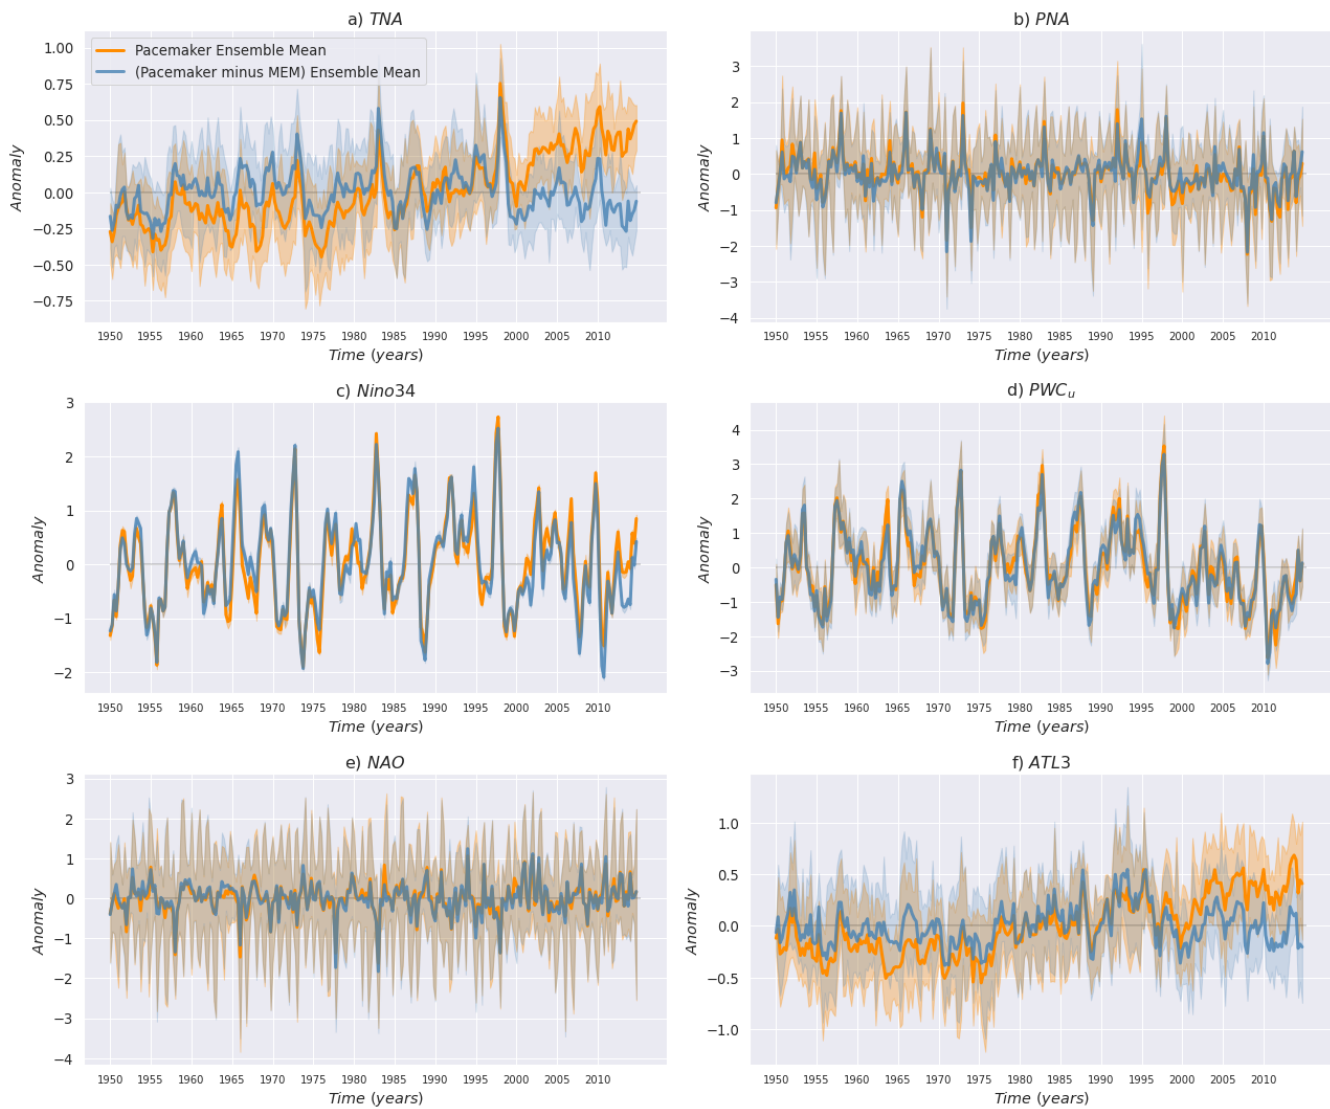 a) TNA
1.00
0.75
0.50
0.25
0.00
−0.25
−0.50
−0.75
Anomaly
Pacemaker Ensemble Mean
(Pacemaker minus MEM) Ensemble Mean
1950 1955 1960 1965 1970 1975 1980 1985 1990 1995 2000 2005 2010
Time (years)
b) PNA
3
2
1
0
−1
−2
−3
−4
Anomaly
1950 1955 1960 1965 1970 1975 1980 1985 1990 1995 2000 2005 2010
Time (years)
c) Nino34
3
2
1
0
−1
−2
Anomaly
1950 1955 1960 1965 1970 1975 1980 1985 1990 1995 2000 2005 2010
Time (years)
d) PWCu
4
3
2
1
0
−1
−2
−3
Anomaly
1950 1955 1960 1965 1970 1975 1980 1985 1990 1995 2000 2005 2010
Time (years)
e) NAO
3
2
1
0
−1
−2
−3
−4
Anomaly
1950 1955 1960 1965 1970 1975 1980 1985 1990 1995 2000 2005 2010
Time (years)
f) ATL3
1.0
0.5
0.0
−0.5
−1.0
Anomaly
1950 1955 1960 1965 1970 1975 1980 1985 1990 1995 2000 2005 2010
Time (years)